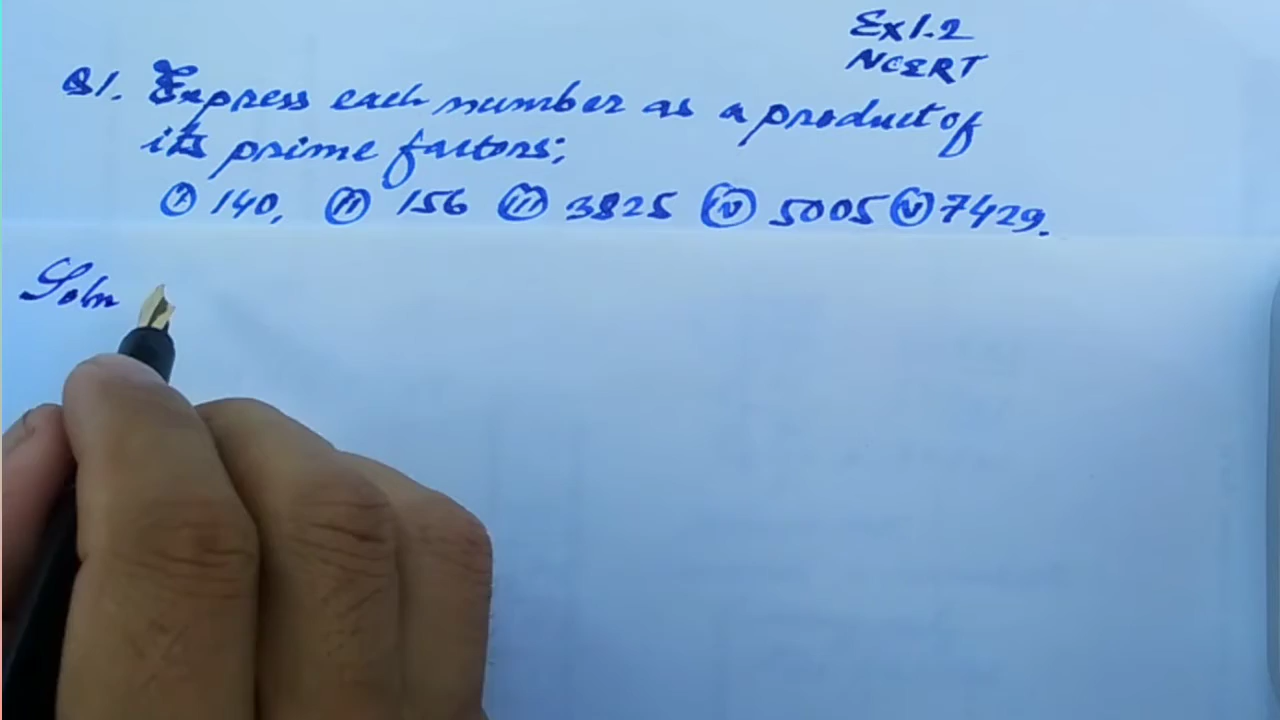 Ex 1.2
NCERT
Q1. Express each number as a product of
its prime factors;
(i) 140, (ii) 156 (iii) 3825 (iv) 5005 (v) 7429.
Soln